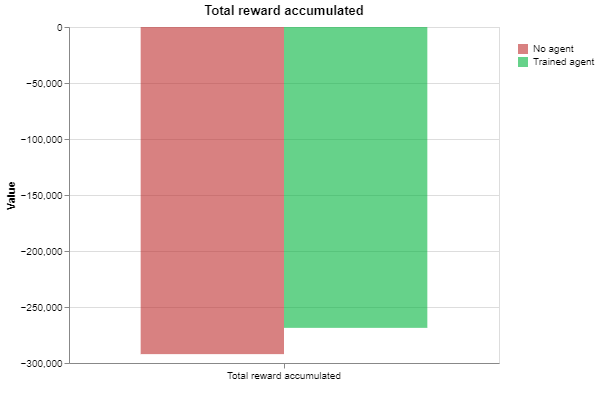 Total reward accumulated
No agent
Trained agent
Value
0
−50,000
−100,000
−150,000
−200,000
−250,000
−300,000
Total reward accumulated